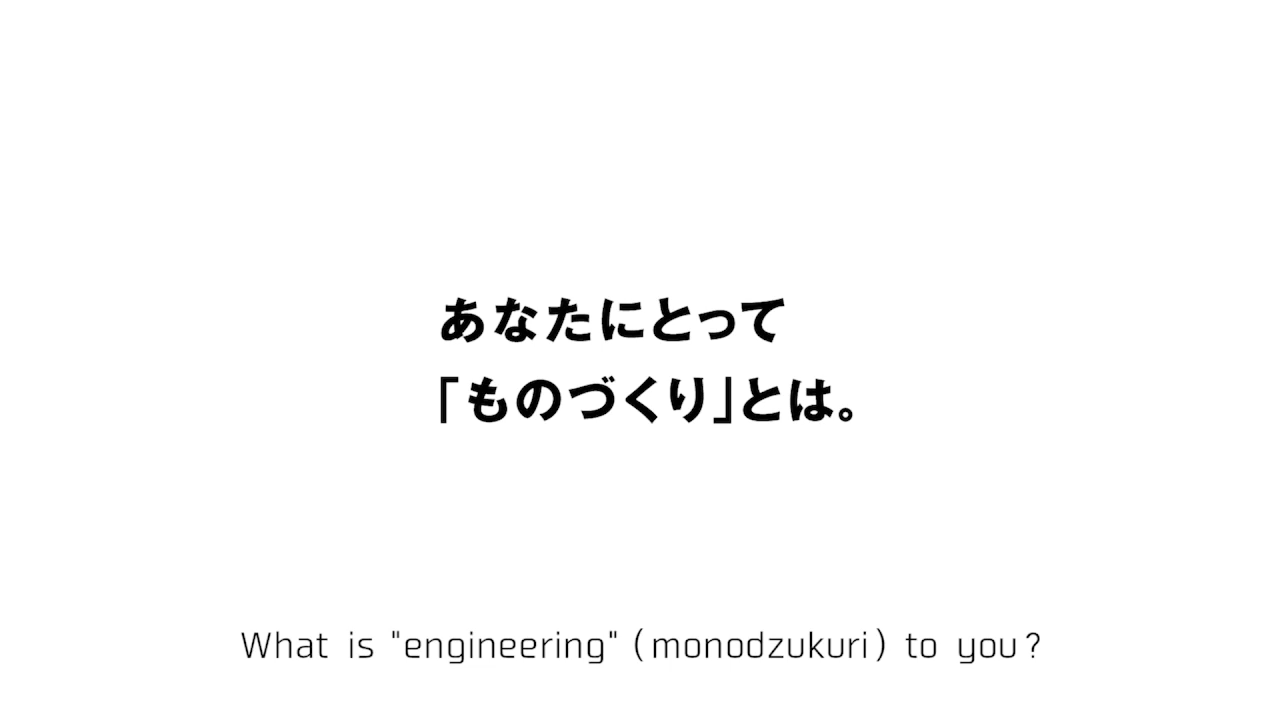 あなたにとって
「ものづくり」とは。
What is "engineering" (monodzukuri) to you?